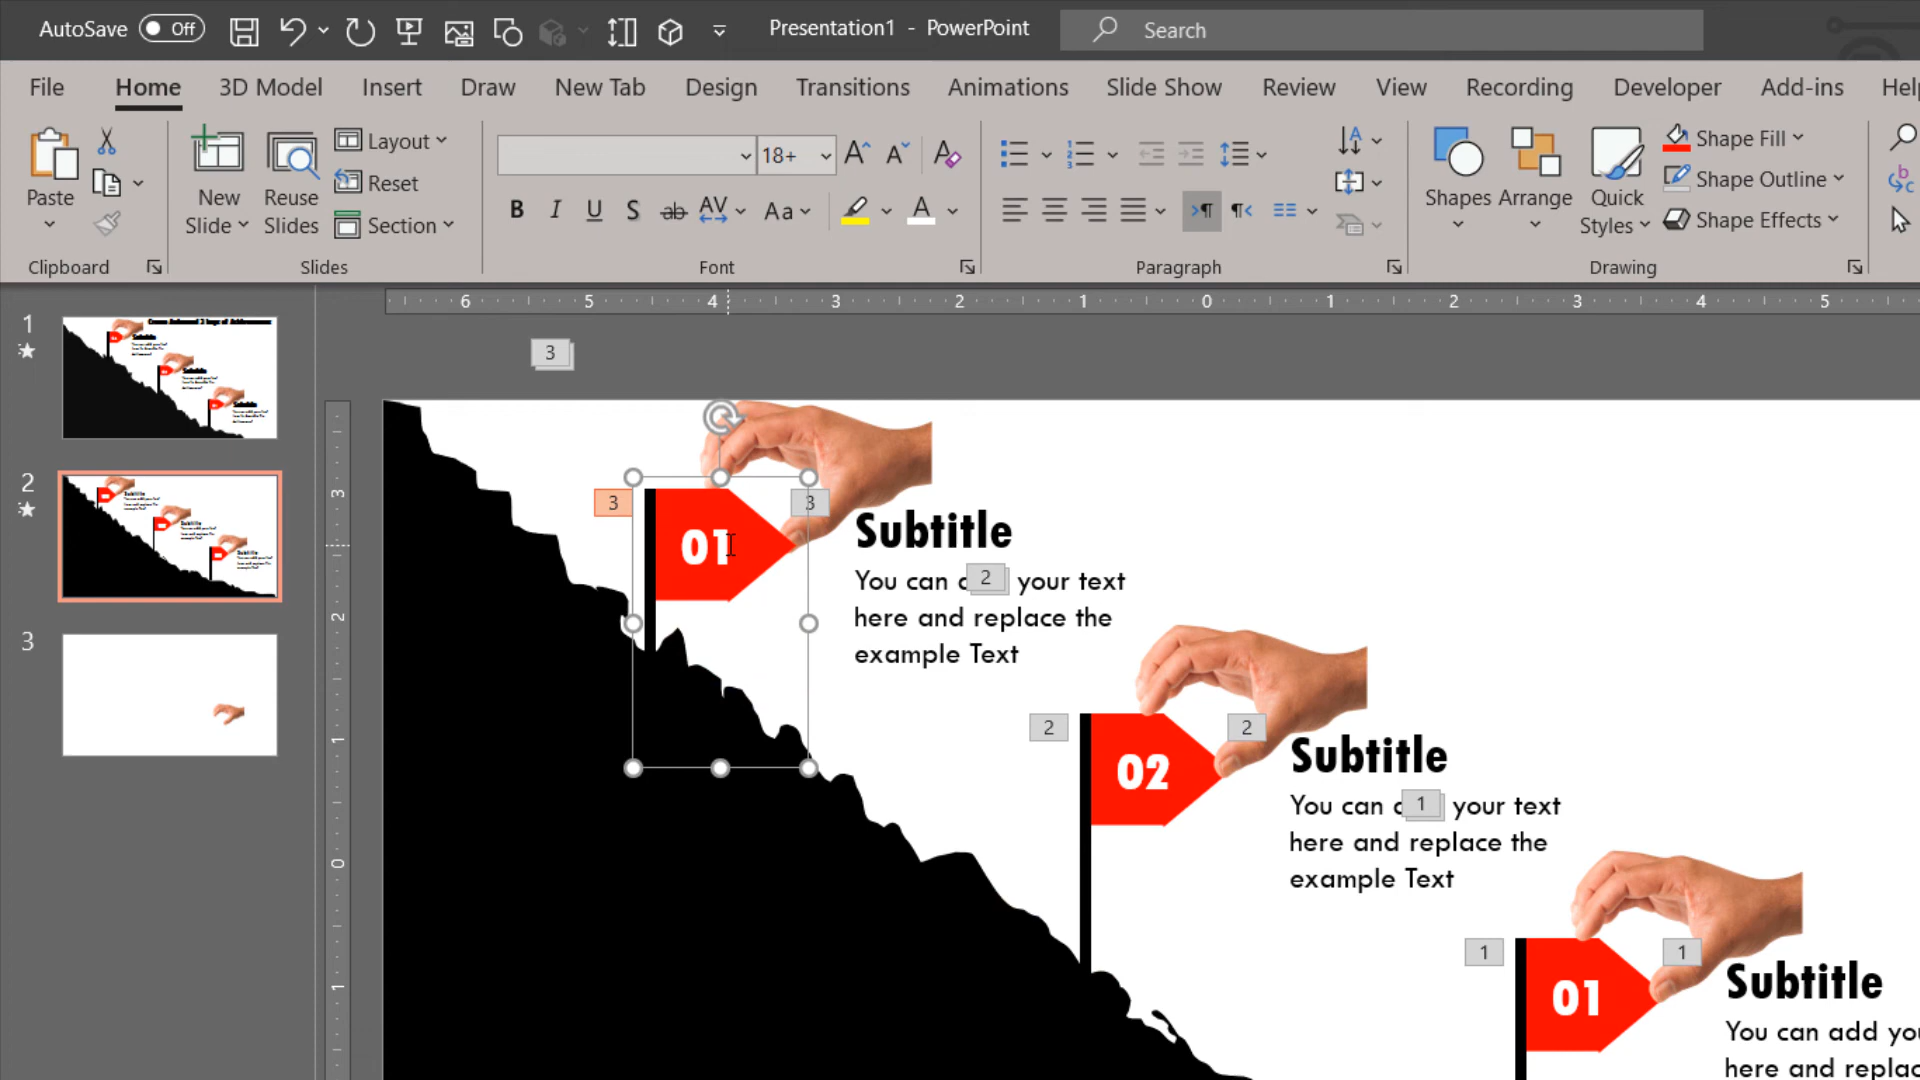 AutoSave Off Presentation1 - PowerPoint Search
File Home 3D Model Insert Draw New Tab Design Transitions Animations Slide Show Review View Recording Developer Add-ins
Paste
Clipboard
New Slide
Reuse Slides
Layout
Reset
Section
Slides
18+
B I U S ab AV Aa A
Font
Paragraph
Shapes
Arrange
Quick Styles
Shape Fill
Shape Outline
Shape Effects
Drawing
6 5 4 3 2 1 0 1 2 3 4 5
1
2
3
3 2 1 0 1
3
3
3
01
Subtitle
2
You can your text
here and replace the
example Text
2
2
02
Subtitle
1
You can your text
here and replace the
example Text
1
1
01
Subtitle
You can add
here and